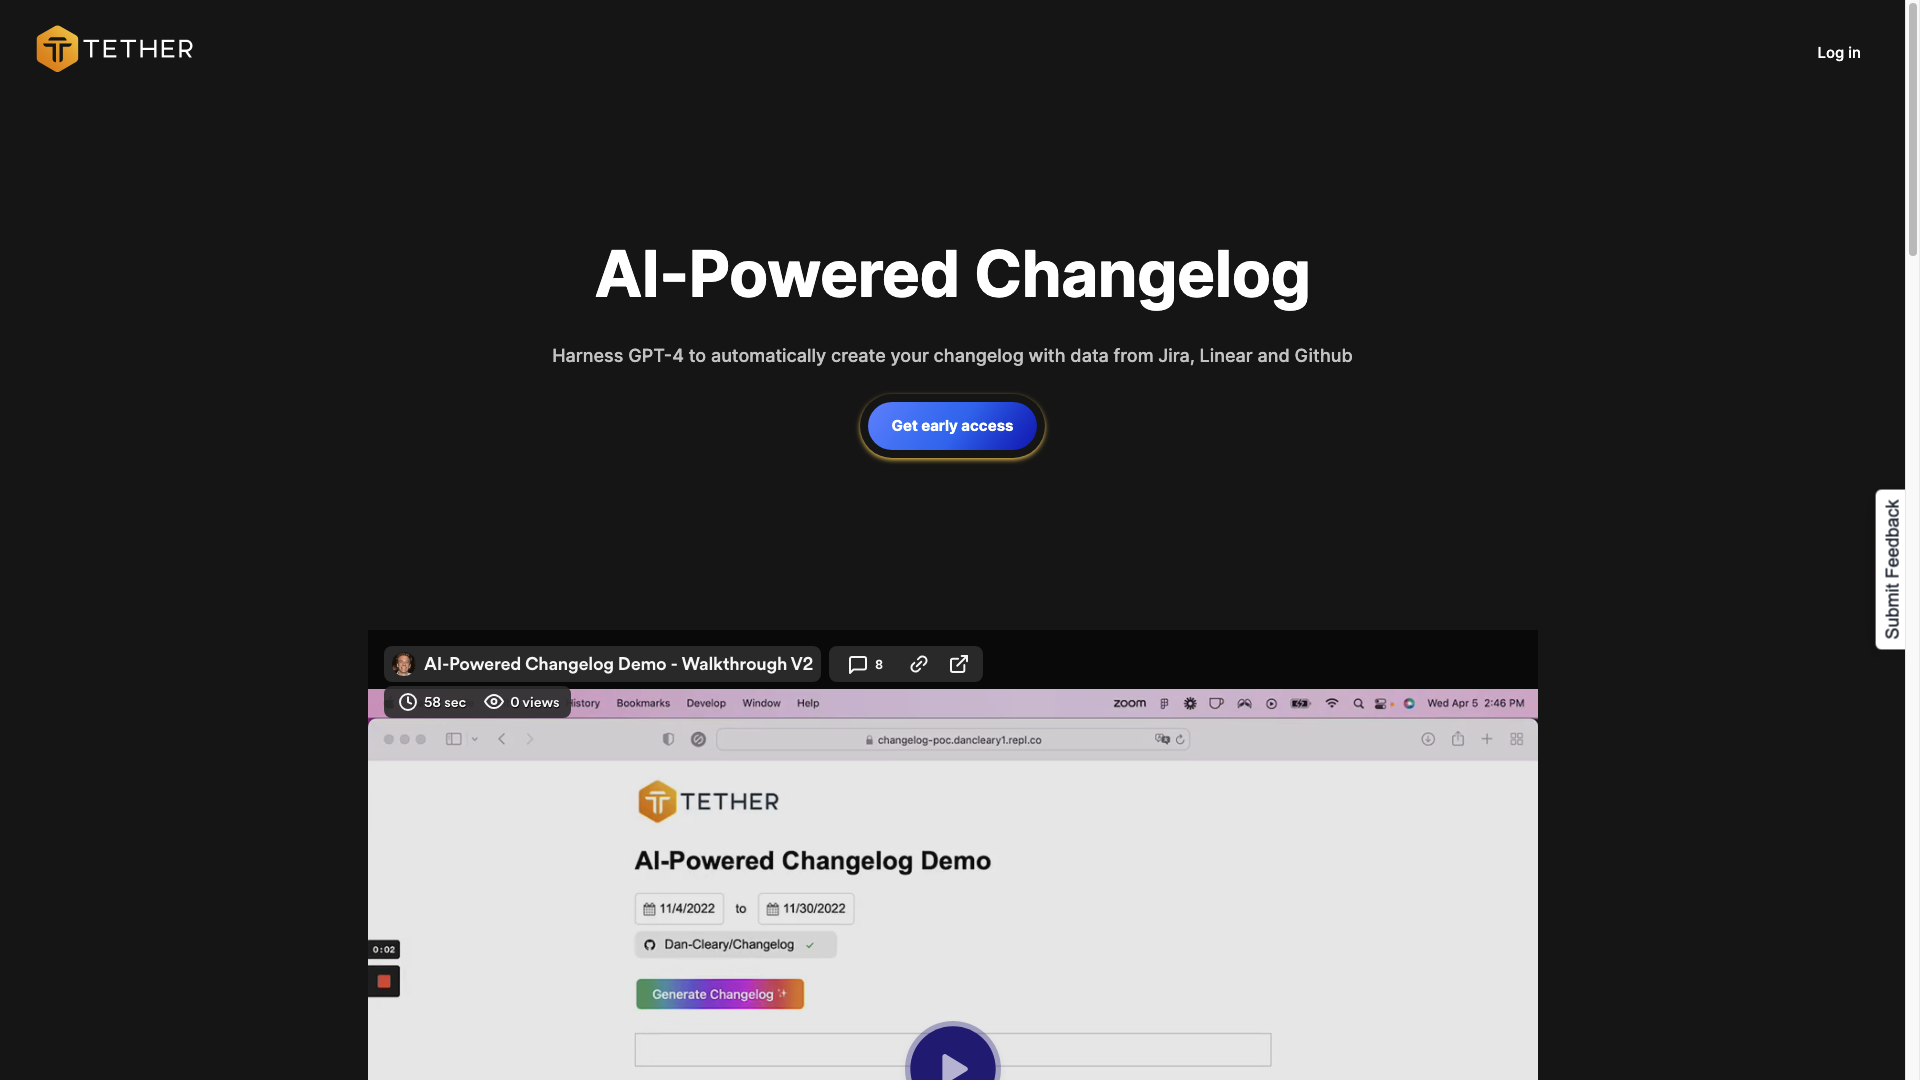 TETHER
Log in
AI-Powered Changelog
Harness GPT-4 to automatically create your changelog with data from Jira, Linear and Github
Get early access
Submit Feedback
AI-Powered Changelog Demo - Walkthrough V2
8
58 sec
0 views
Bookmarks
Develop
Window
Help
zoom
Wed Apr 5 2:46 PM
changelog-poc.dancleary1.repl.co
TETHER
AI-Powered Changelog Demo
11/4/2022 to 11/30/2022
Dan-Cleary/Changelog
0:02
Generate Changelog